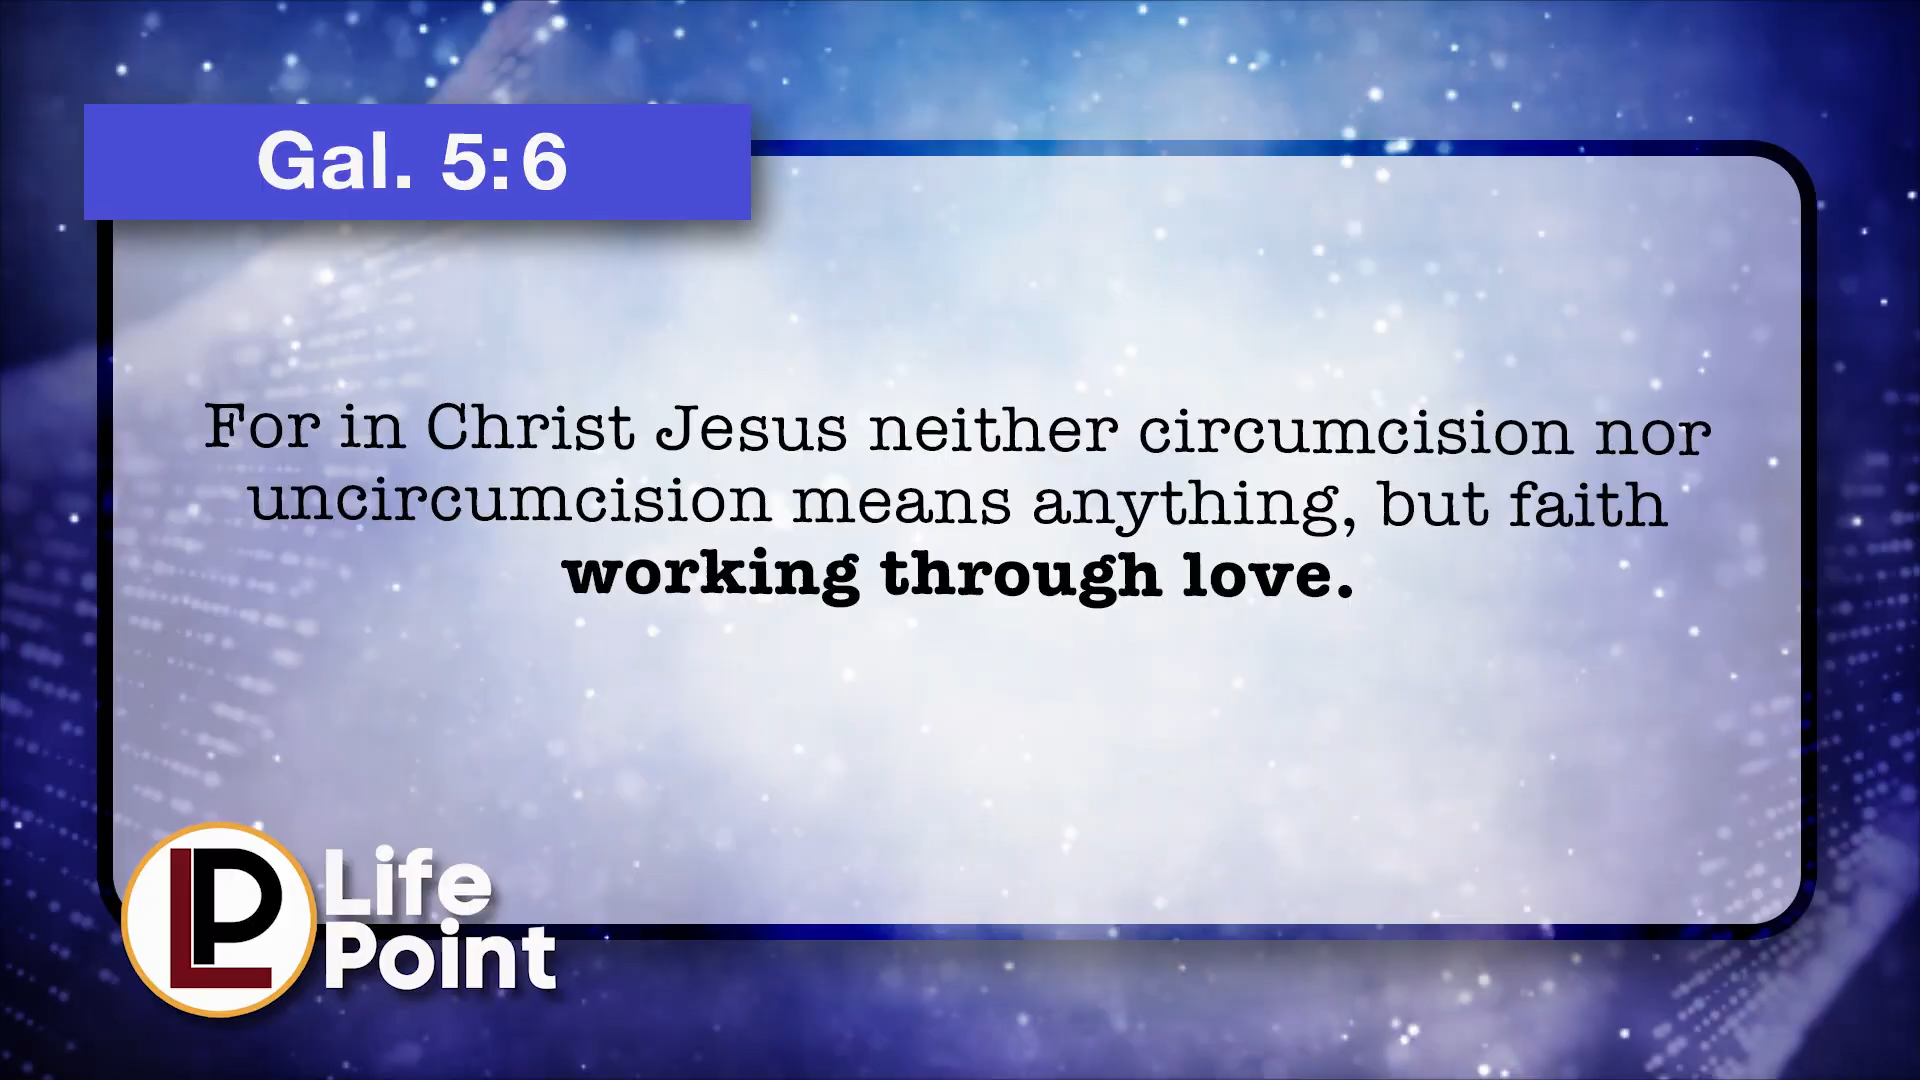 Gal. 5:6
For in Christ Jesus neither circumcision nor
uncircumcision means anything, but faith
working through love.
LP
Life
Point